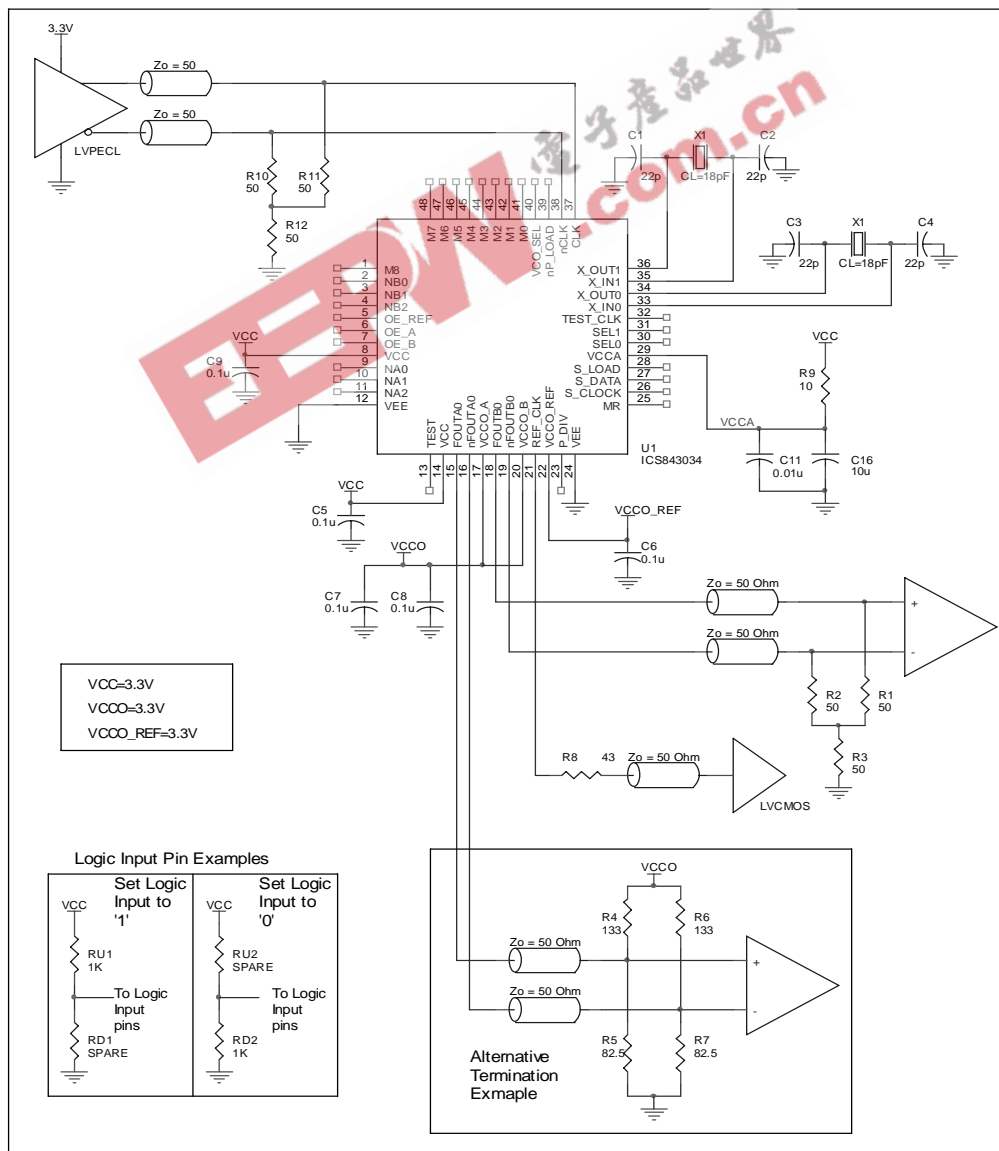 3.3V
Zo = 50
Zo = 50
LVPECL
R10
50
R11
50
R12
50
電子產品世界
EEPW.com.cn
C1
22p
X1
CL=18pF
C2
22p
C3
22p
X1
CL=18pF
C4
22p
48
47
46
45
44
43
42
41
40
39
38
37
M7
M6
M5
M4
M3
M2
M1
M0
VCO_SEL
nP_LOAD
nCLK
CLK
1
2
3
4
5
6
7
8
9
10
11
12
M8
NB0
NB1
NB2
OE_REF
OE_A
OE_B
VCC
NA0
NA1
NA2
VEE
X_OUT1
X_IN1
X_OUT0
X_IN0
TEST_CLK
SEL1
SEL0
VCCA
S_LOAD
S_DATA
S_CLOCK
MR
36
35
34
33
32
31
30
29
28
27
26
25
TEST
VCC
FOUTA0
nFOUTA0
VCCO_A
FOUTB0
nFOUTB0
VCCO_B
REF_CLK
VCCO_REF
P_DIV
VEE
13
14
15
16
17
18
19
20
21
22
23
24
U1
ICS843034
VCC
C9
0.1u
VCC
R9
10
VCCA
C11
0.01u
C16
10u
VCC
C5
0.1u
VCCO_REF
C6
0.1u
VCCO
C7
0.1u
C8
0.1u
Zo = 50 Ohm
Zo = 50 Ohm
+
-
R2
50
R1
50
R3
50
VCC=3.3V
VCCO=3.3V
VCCO_REF=3.3V
R8
43
Zo = 50 Ohm
LVCMOS
Logic Input Pin Examples
Set Logic
Input to
'1'
VCC
RU1
1K
To Logic
Input
pins
RD1
SPARE
Set Logic
Input to
'0'
VCC
RU2
SPARE
To Logic
Input
pins
RD2
1K
VCCO
R4
133
R6
133
Zo = 50 Ohm
Zo = 50 Ohm
+
-
R5
82.5
R7
82.5
Alternative
Termination
Exmaple